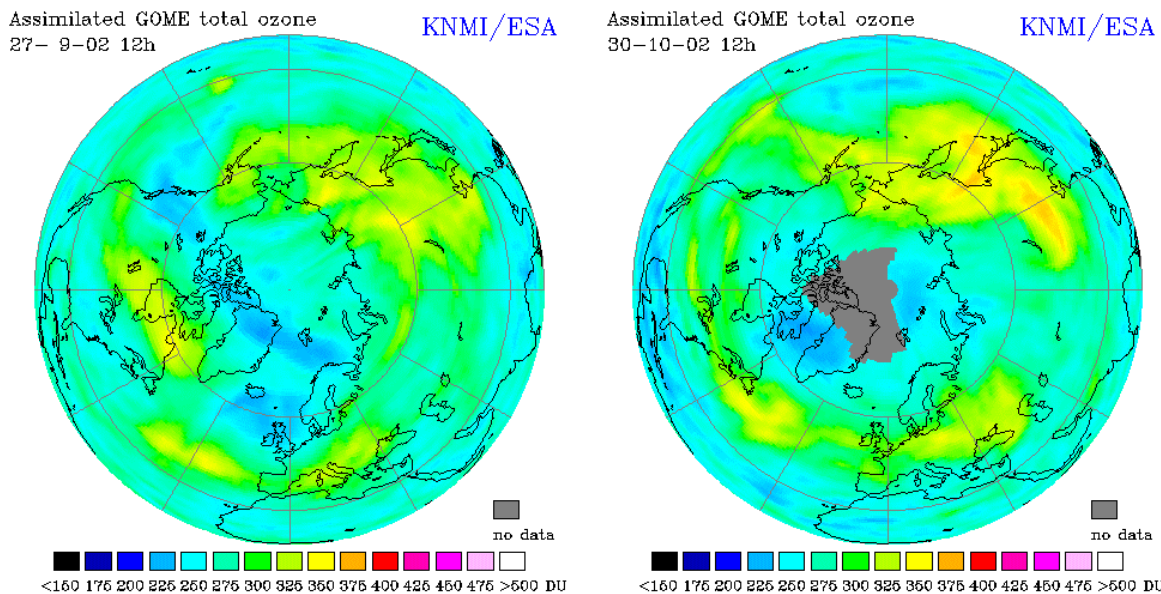 Assimilated GOME total ozone
27- 9-02 12h
KNMI/ESA
no data
<160 175 200 225 250 275 300 325 350 375 400 425 450 475 >500 DU
Assimilated GOME total ozone
30-10-02 12h
KNMI/ESA
no data
<160 175 200 225 250 275 300 325 350 375 400 425 450 475 >500 DU